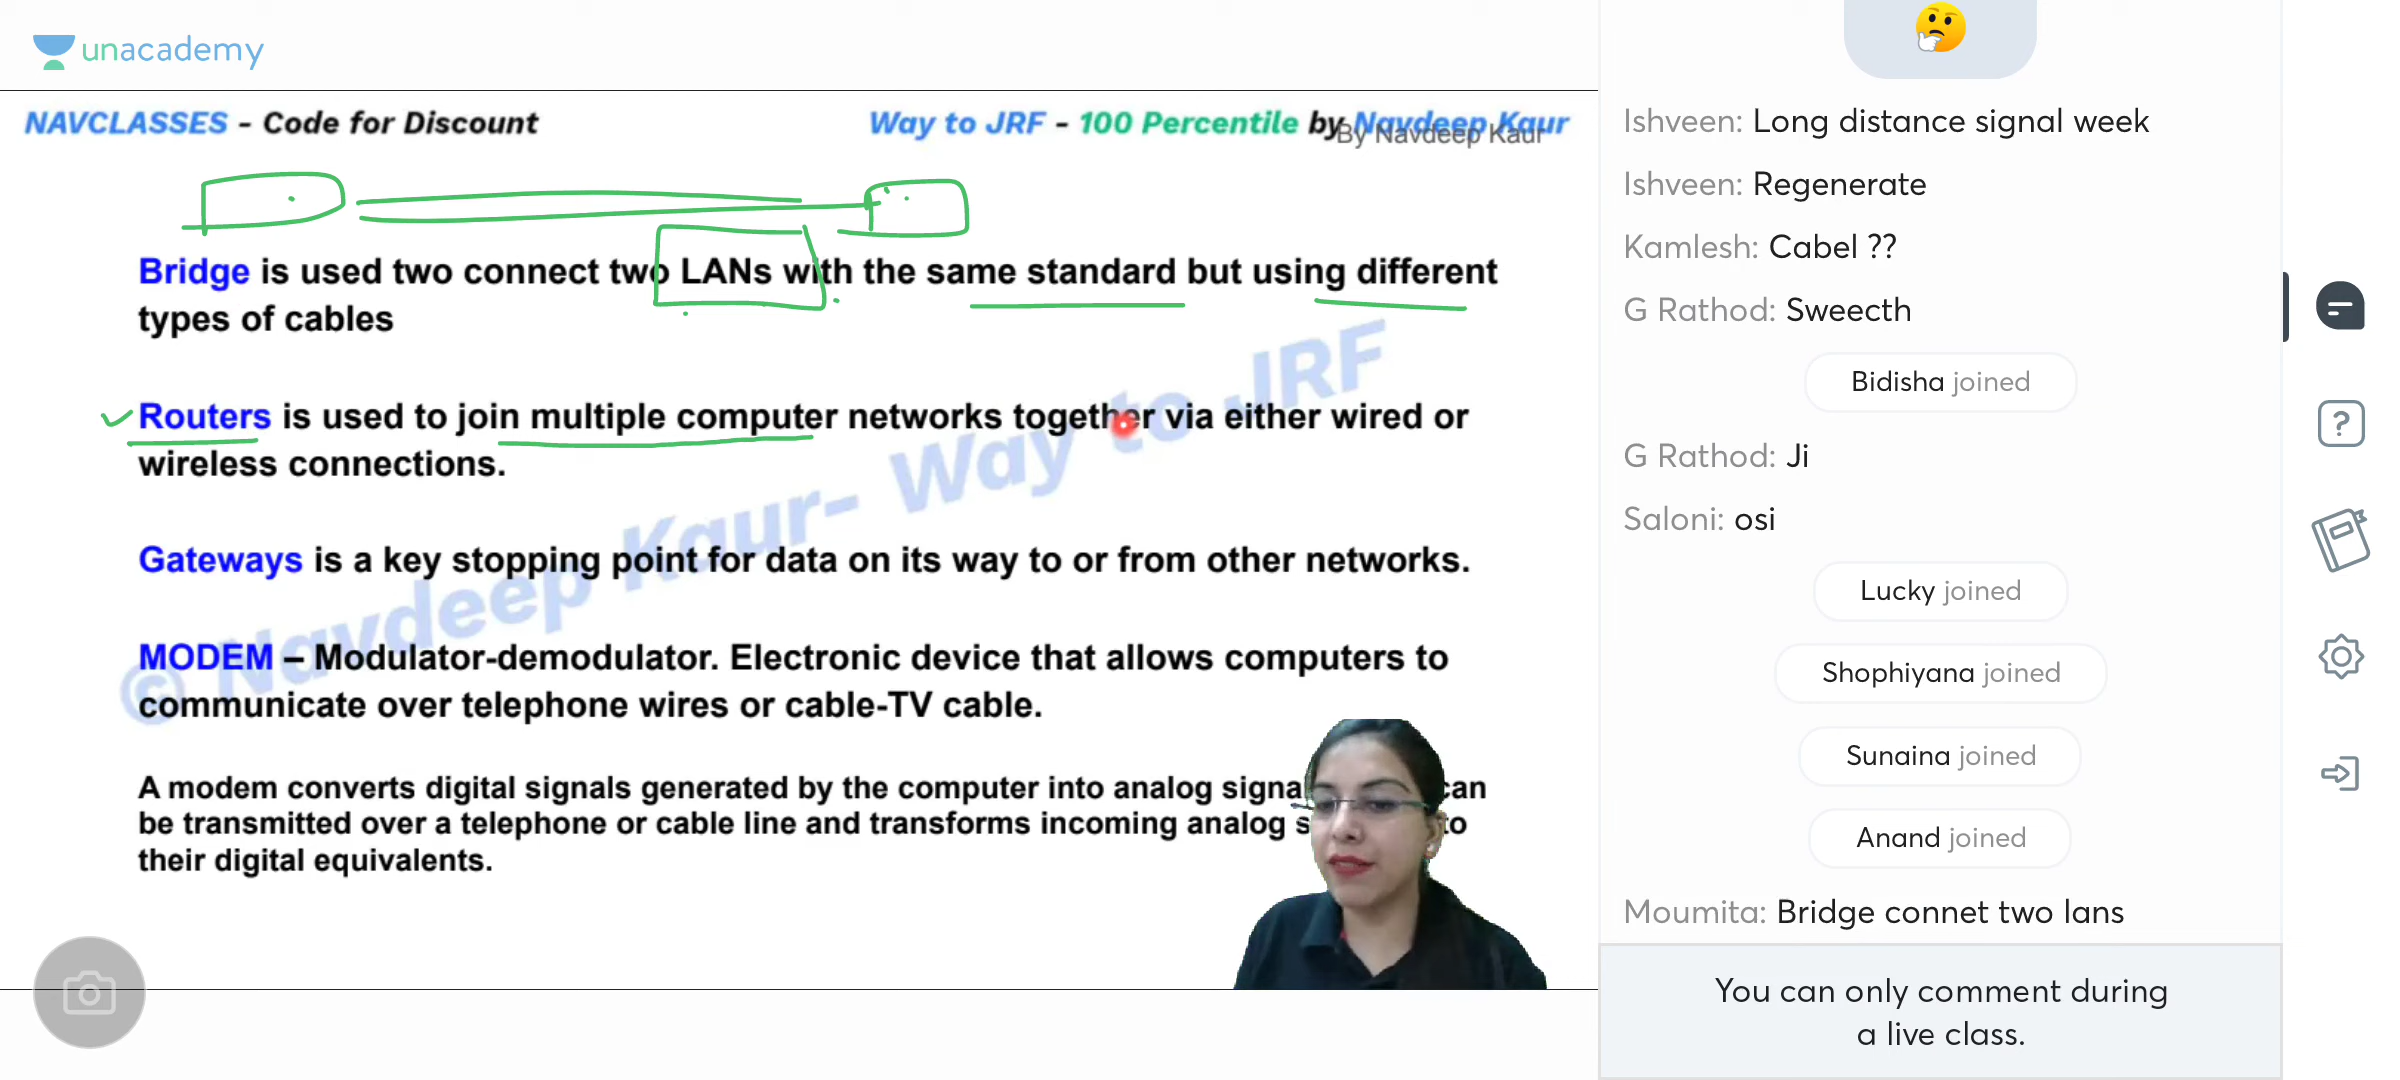 unacademy
NAVCLASSES - Code for Discount
Way to JRF - 100 Percentile by Navdeep Kaur
By Navdeep Kaur
Bridge is used two connect two LANs with the same standard but using different
types of cables
Routers is used to join multiple computer networks together via either wired or
wireless connections.
Gateways is a key stopping point for data on its way to or from other networks.
MODEM – Modulator-demodulator. Electronic device that allows computers to
communicate over telephone wires or cable-TV cable.
A modem converts digital signals generated by the computer into analog can
be transmitted over a telephone or cable line and transforms incoming analog
their digital equivalents.
© Navdeep Kaur- Way to JRF
Ishveen: Long distance signal week
Ishveen: Regenerate
Kamlesh: Cabel ??
G Rathod: Sweecth
Bidisha joined
G Rathod: Ji
Saloni: osi
Lucky joined
Shophiyana joined
Sunaina joined
Anand joined
Moumita: Bridge connet two lans
You can only comment during
a live class.